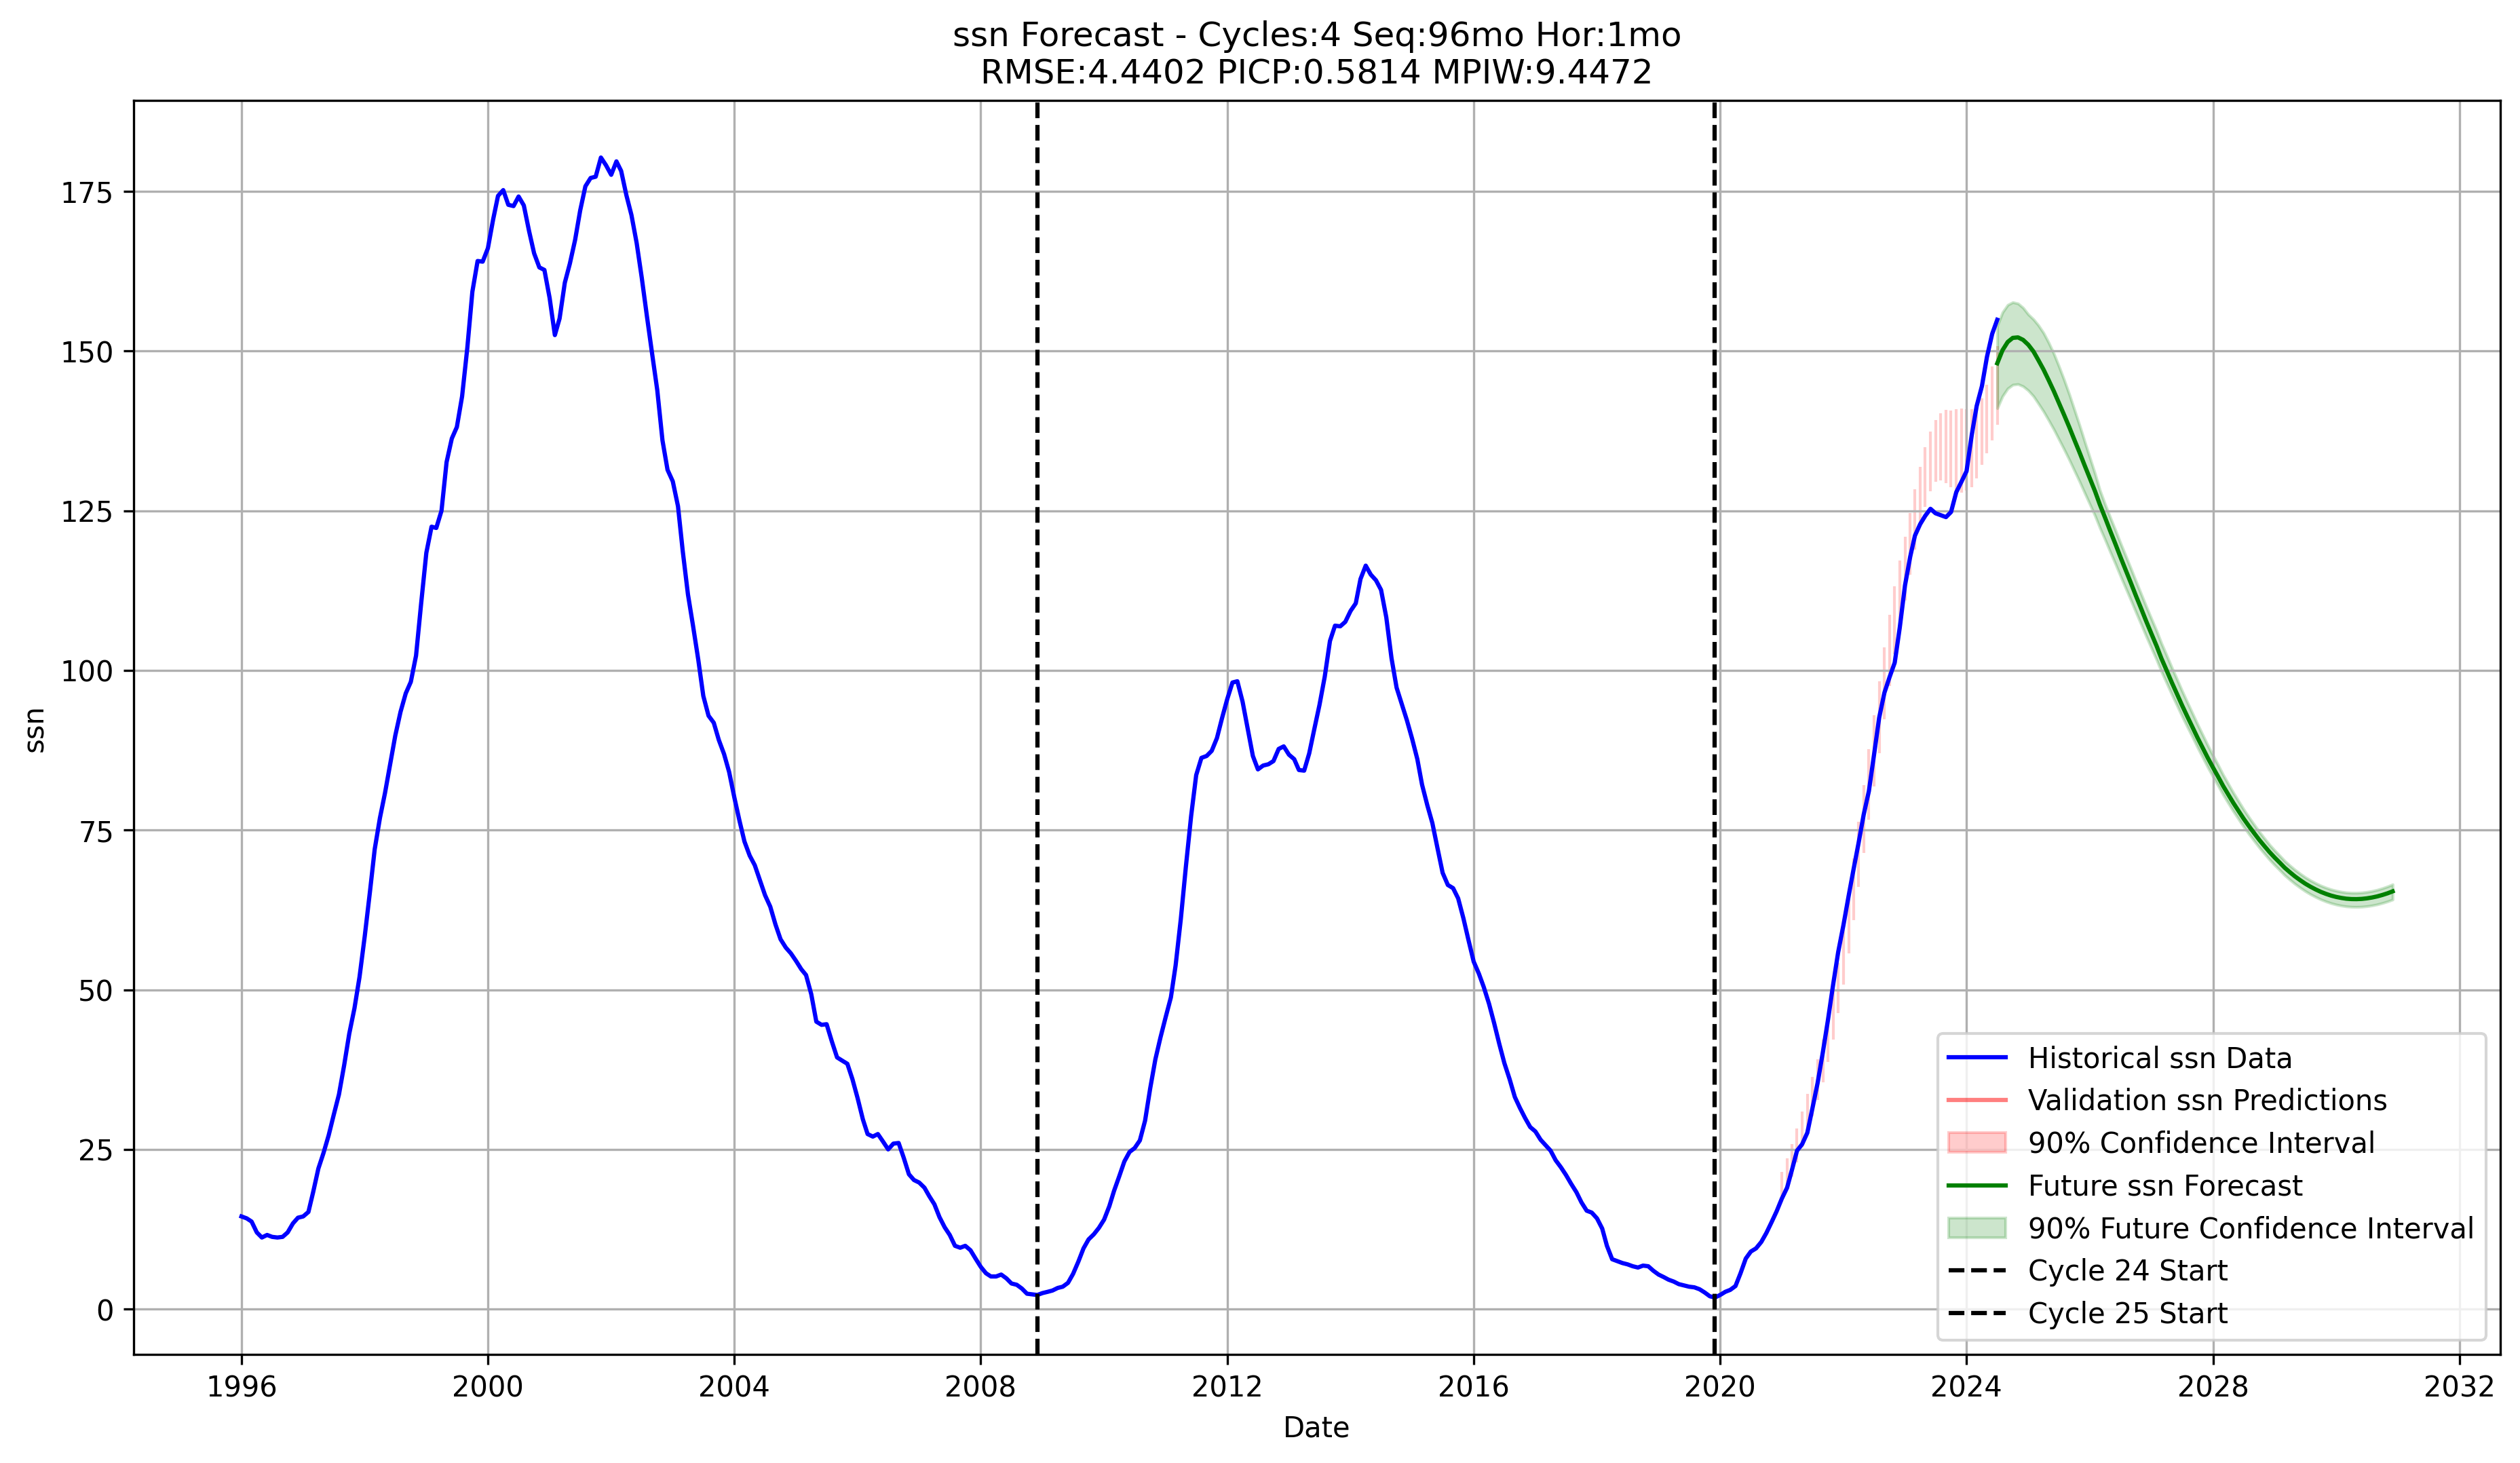 ssn Forecast - Cycles:4 Seq:96mo Hor:1mo
RMSE:4.4402 PICP:0.5814 MPIW:9.4472
ssn
175
150
125
100
75
50
25
0
Historical ssn Data
Validation ssn Predictions
90% Confidence Interval
Future ssn Forecast
90% Future Confidence Interval
Cycle 24 Start
Cycle 25 Start
1996 2000 2004 2008 2012 2016 2020 2024 2028 2032
Date